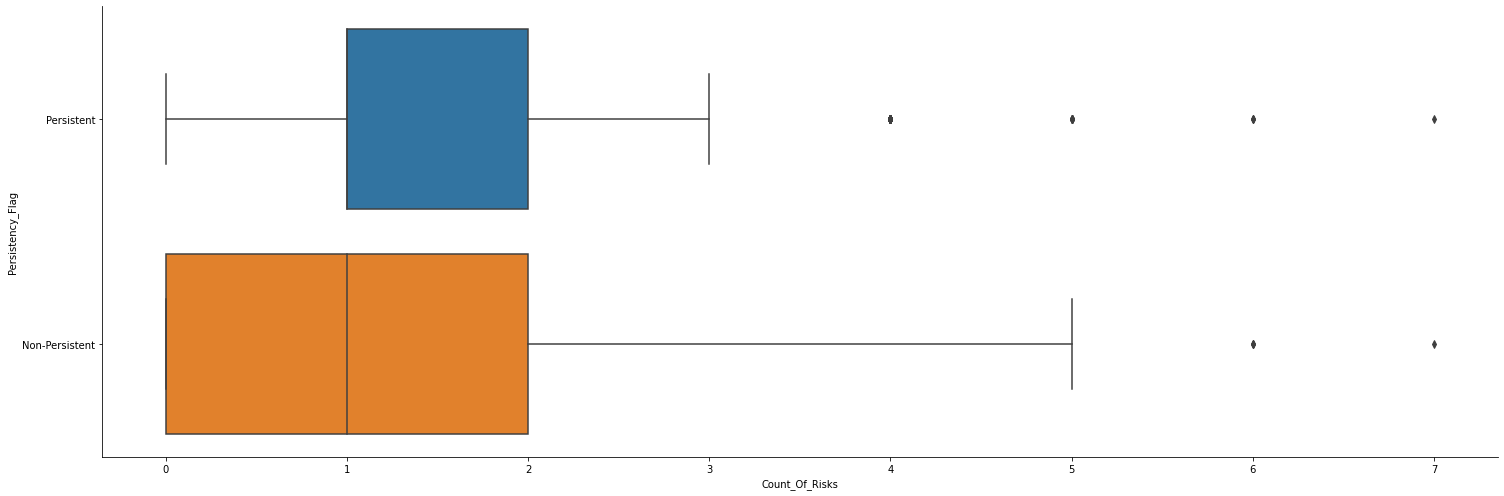 Persistency_Flag
Persistent
Non-Persistent
0 1 2 3 4 5 6 7
Count_Of_Risks